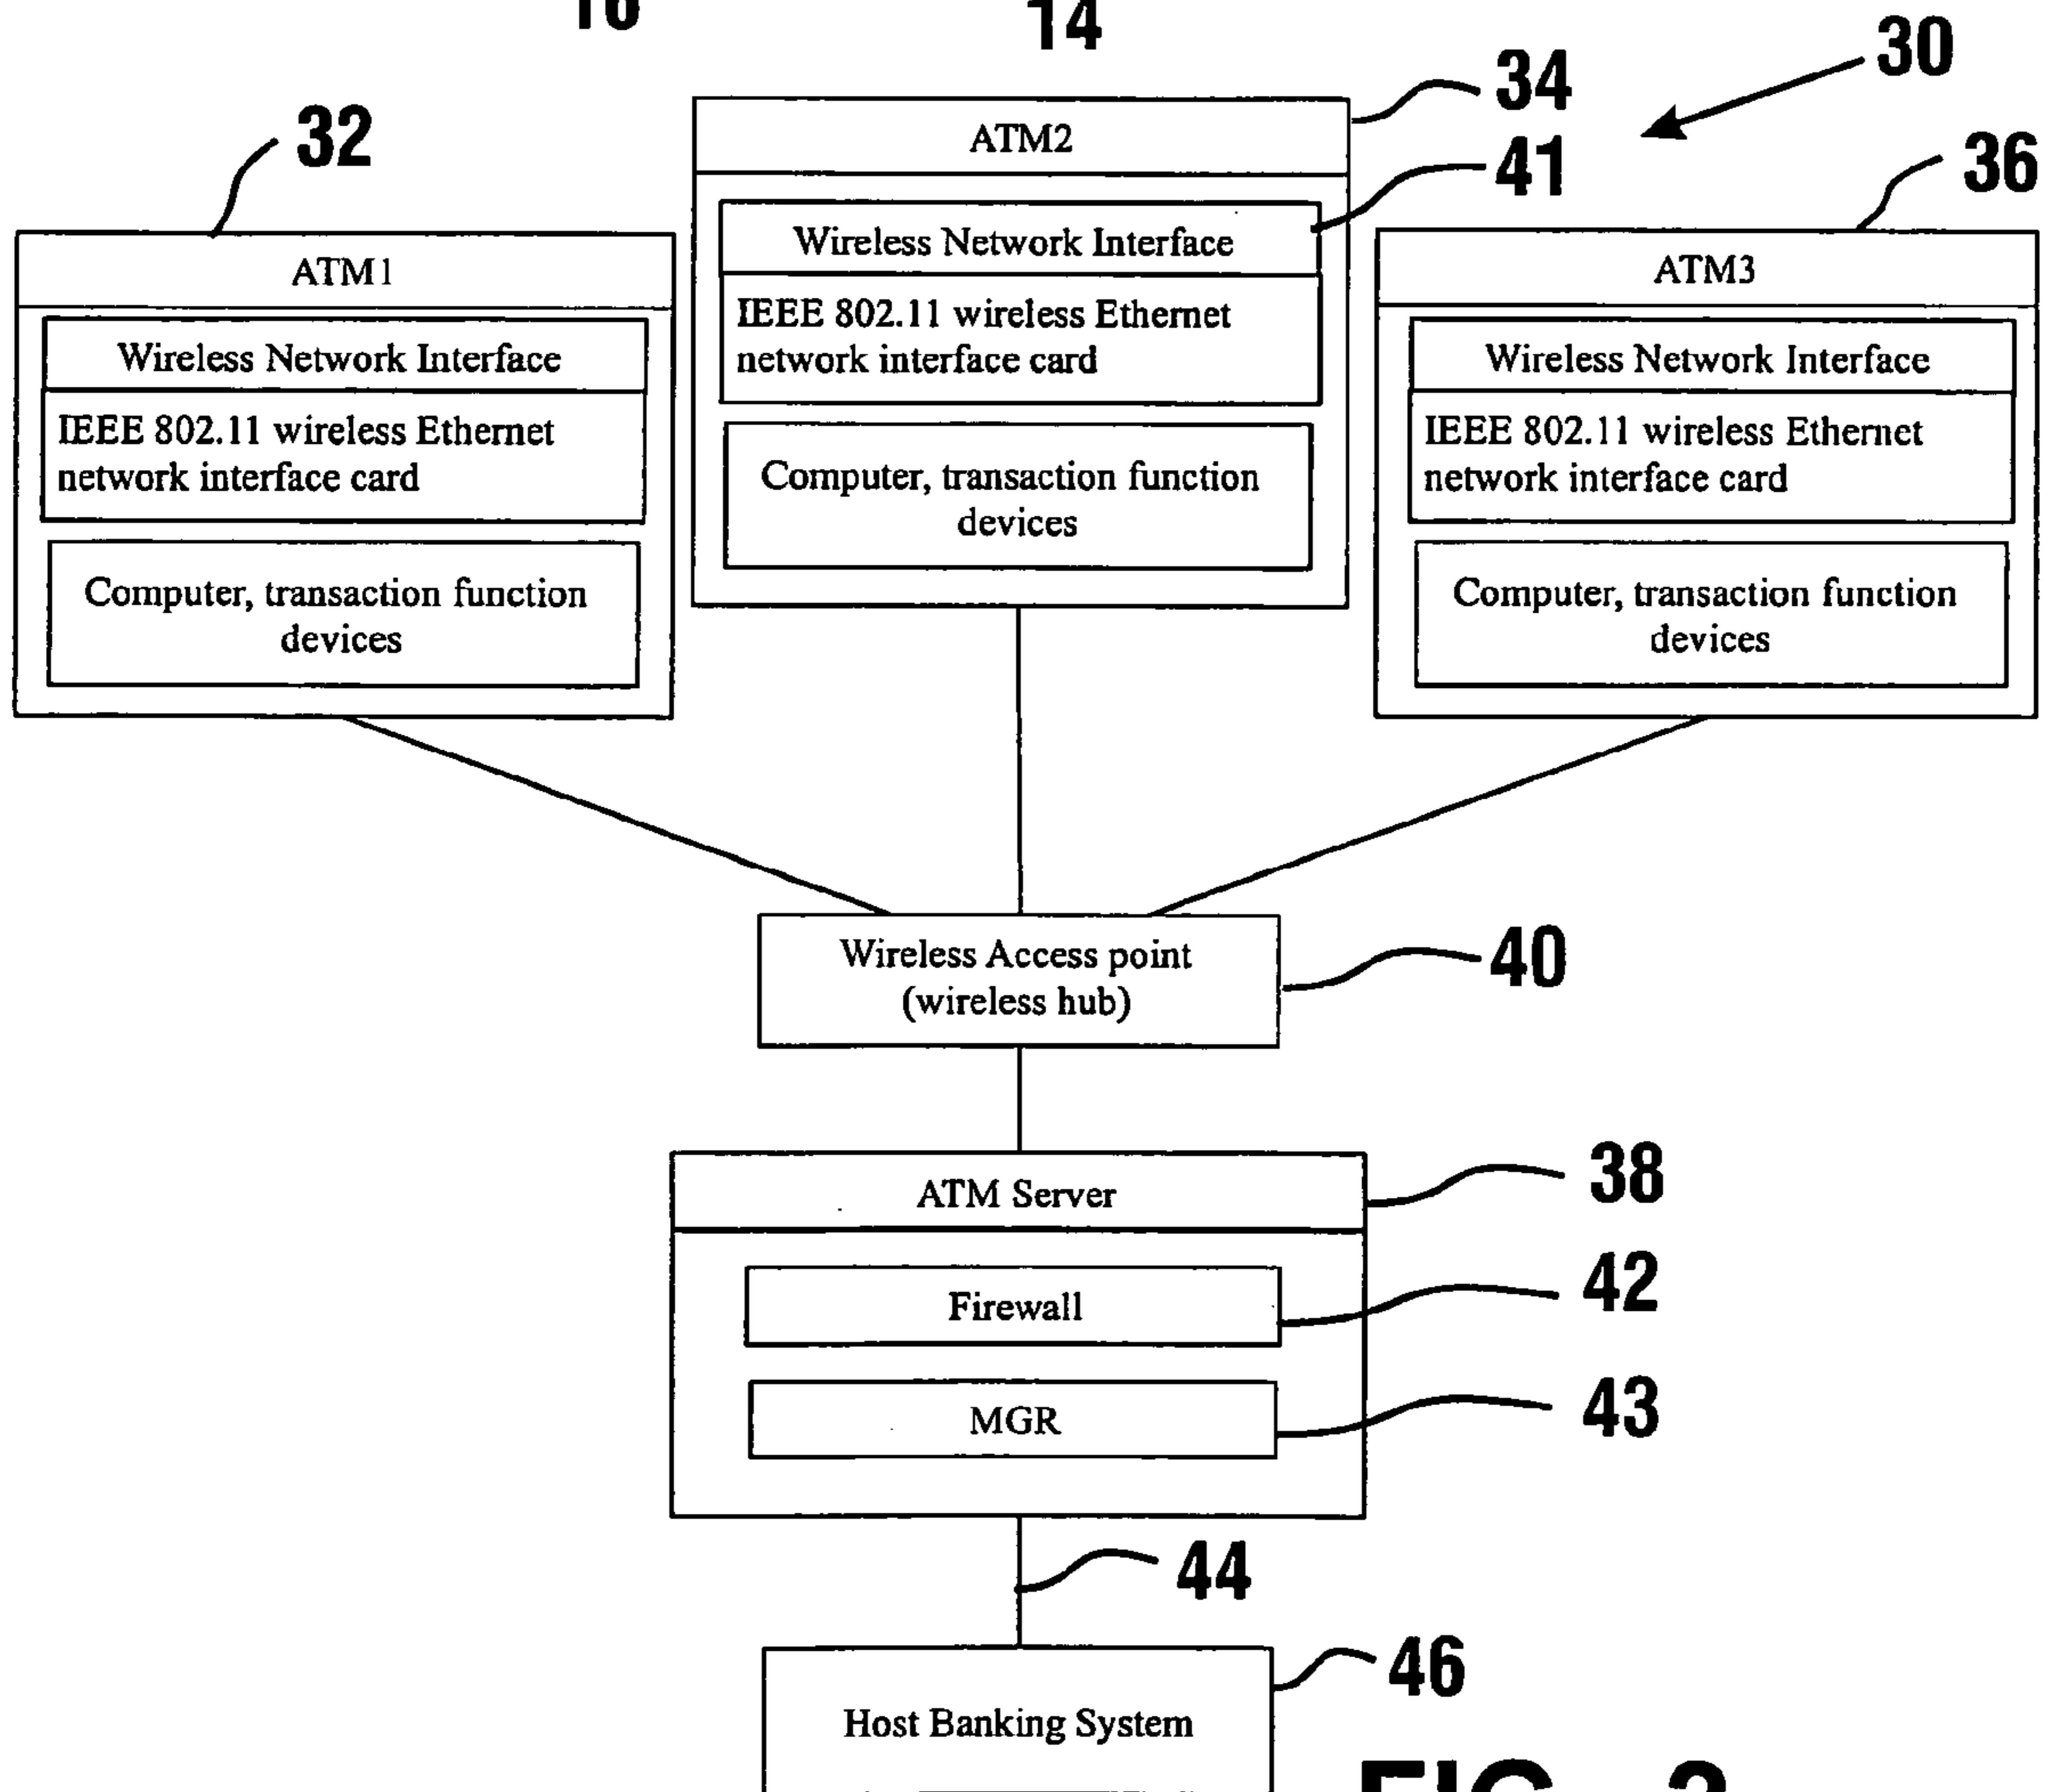 14
30
34
32
ATM2
41
36
Wireless Network Interface
ATM1
ATM3
IEEE 802.11 wireless Ethernet
network interface card
Wireless Network Interface
Wireless Network Interface
IEEE 802.11 wireless Ethernet
network interface card
IEEE 802.11 wireless Ethernet
network interface card
Computer, transaction function
devices
Computer, transaction function
devices
Computer, transaction function
devices
Wireless Access point
(wireless hub)
40
ATM Server
38
Firewall
42
MGR
43
44
46
Host Banking System